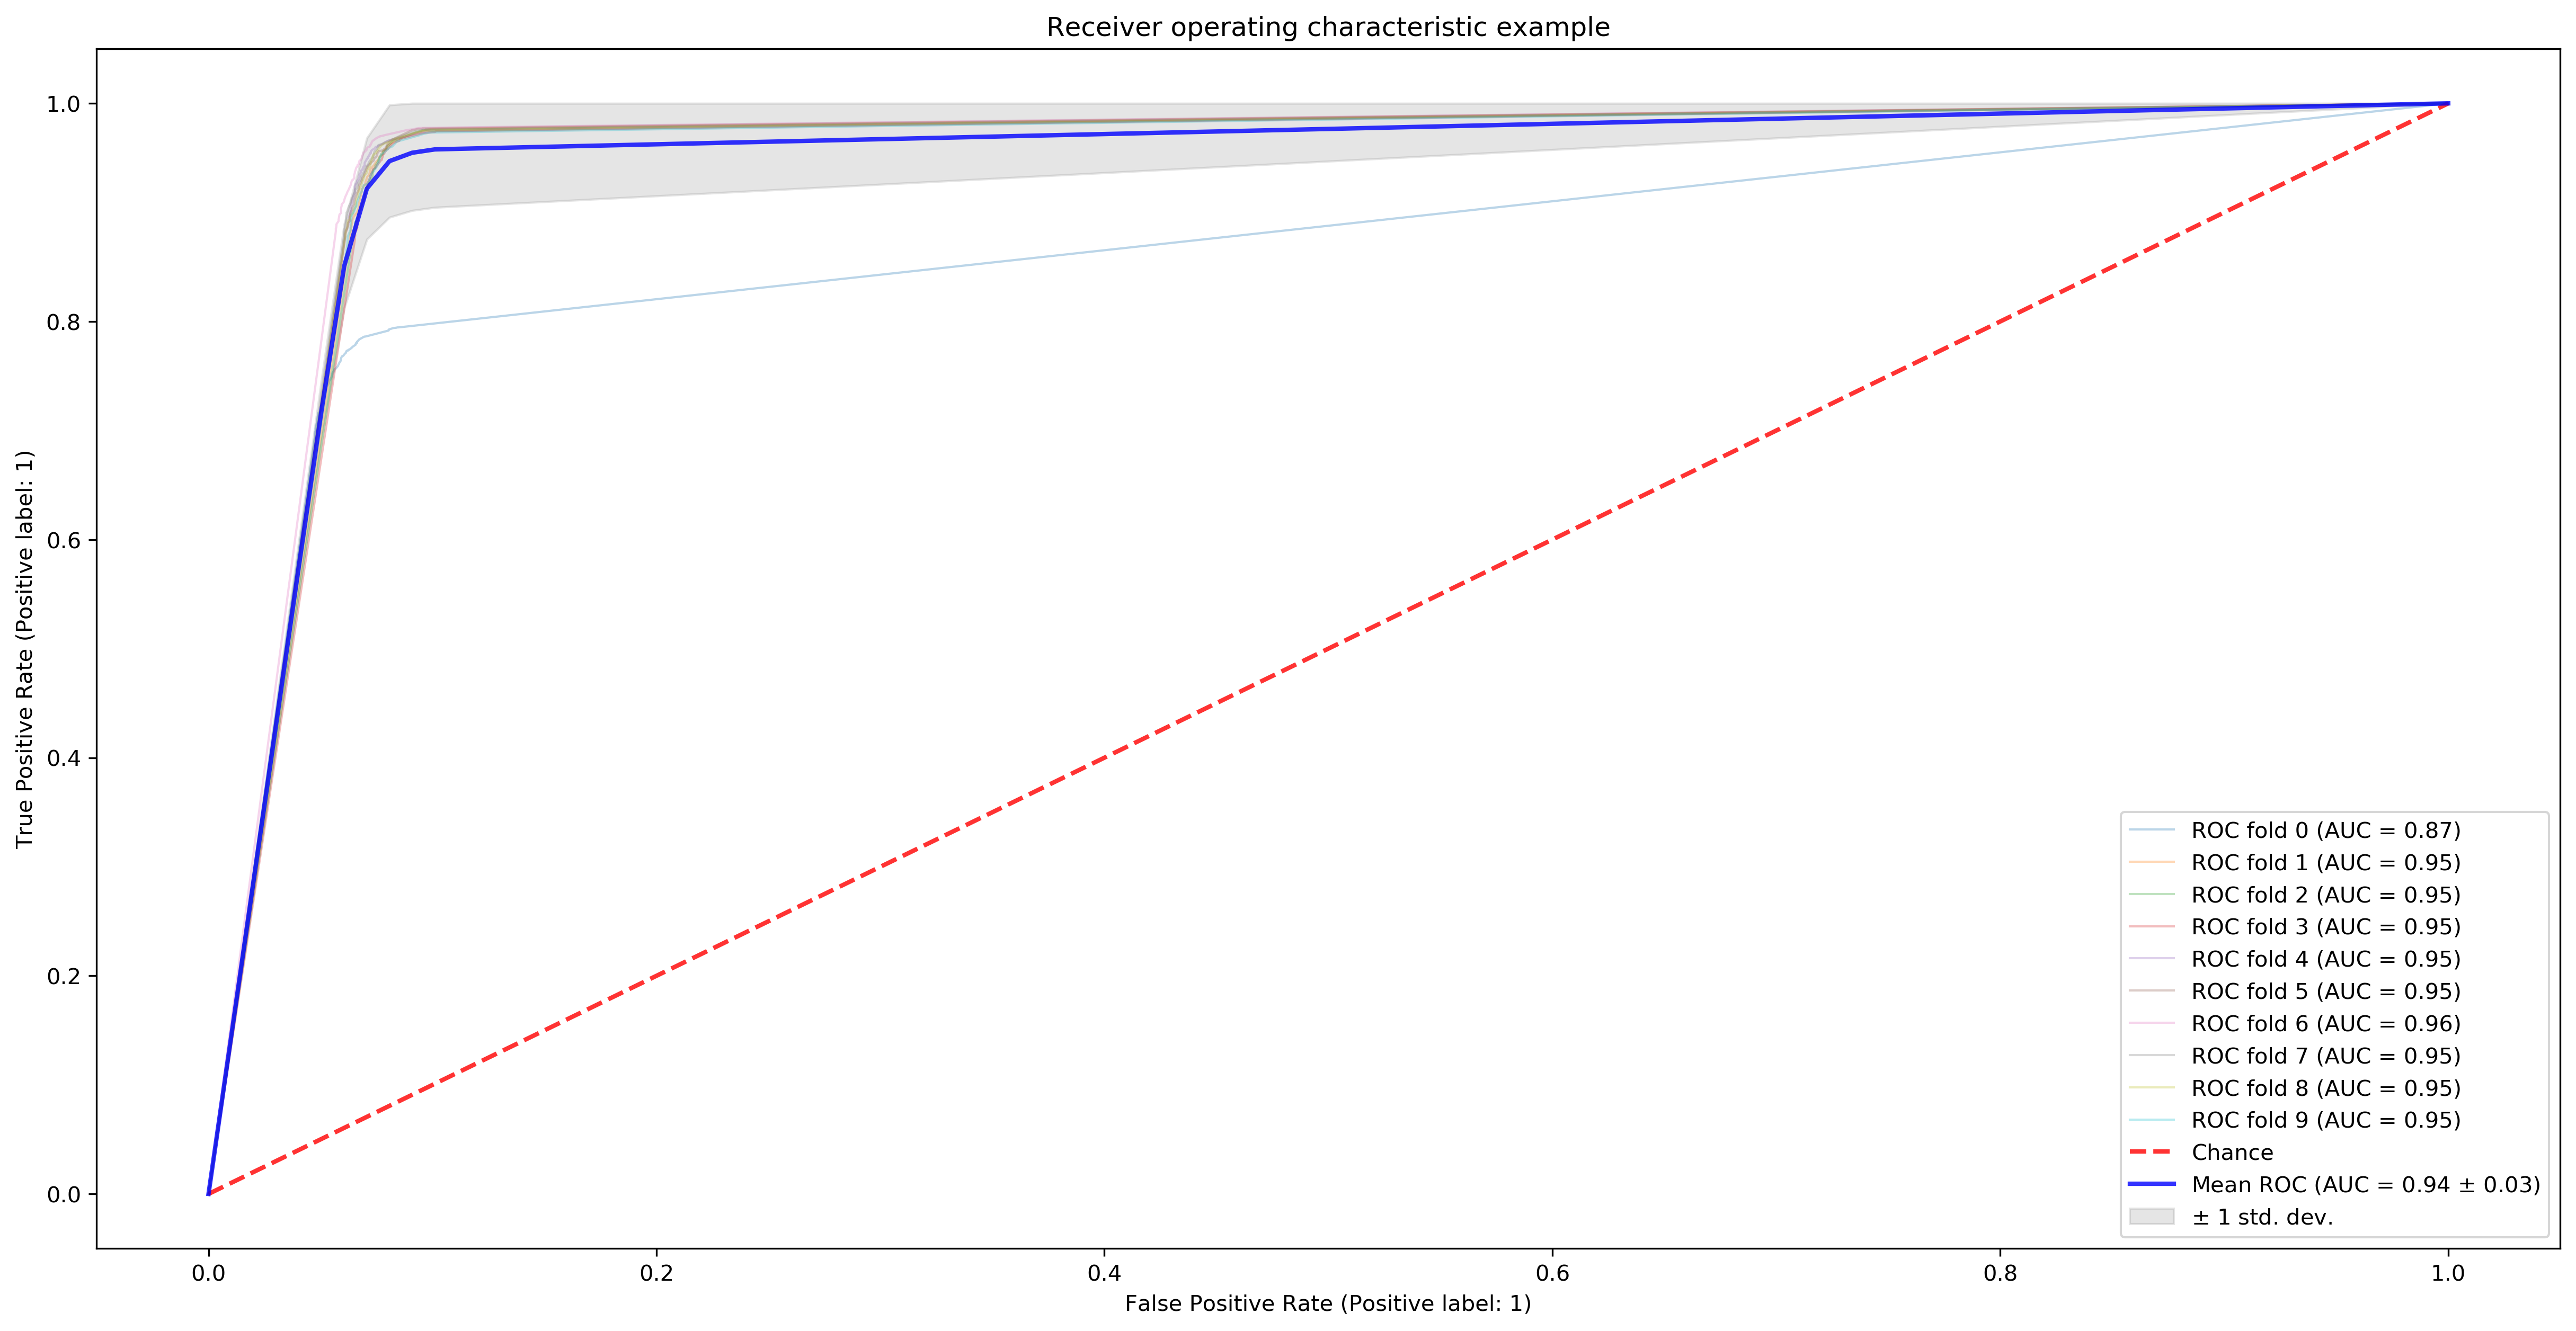 Receiver operating characteristic example
True Positive Rate (Positive label: 1)
1.0
0.8
0.6
0.4
0.2
0.0
ROC fold 0 (AUC = 0.87)
ROC fold 1 (AUC = 0.95)
ROC fold 2 (AUC = 0.95)
ROC fold 3 (AUC = 0.95)
ROC fold 4 (AUC = 0.95)
ROC fold 5 (AUC = 0.95)
ROC fold 6 (AUC = 0.96)
ROC fold 7 (AUC = 0.95)
ROC fold 8 (AUC = 0.95)
ROC fold 9 (AUC = 0.95)
Chance
Mean ROC (AUC = 0.94 ± 0.03)
± 1 std. dev.
0.0 0.2 0.4 0.6 0.8 1.0
False Positive Rate (Positive label: 1)